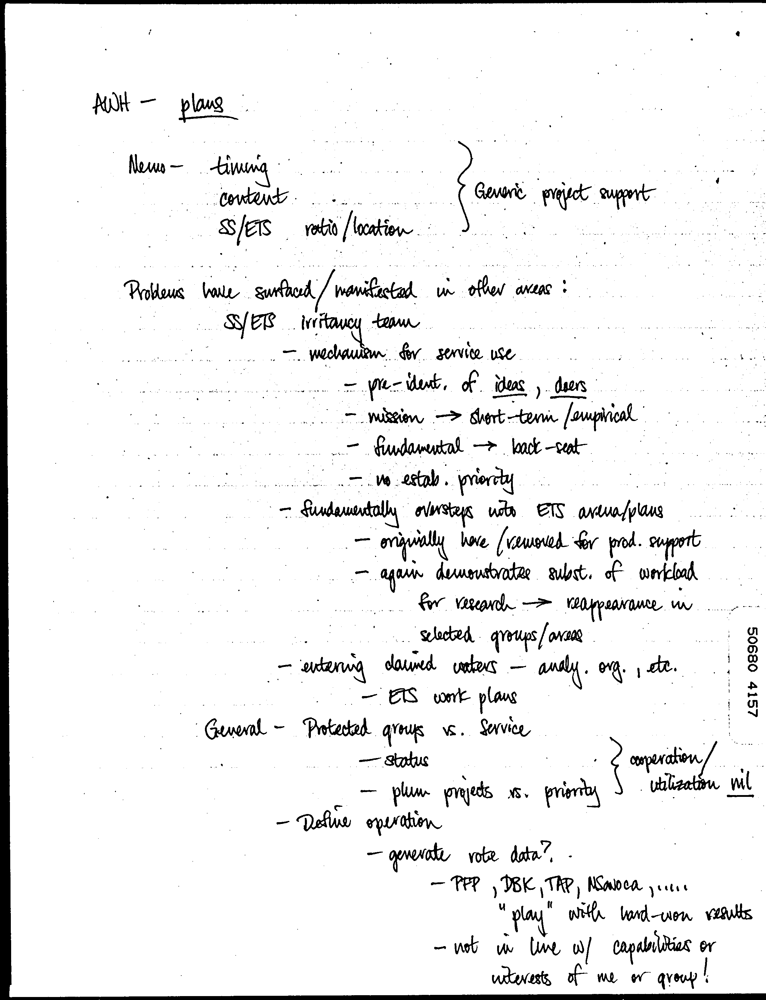 AWH — plans
Memo — timing
content
SS/ETS ratio/location
} Generic project support
Problems have surfaced/manifested in other areas:
SS/ETS irritancy team
— mechanism for service use
— pre-ident. of ideas, doers
— mission → short-term/empirical
— fundamental → back-seat
— no estab. priority
— fundamentally oversteps into ETS arena/plans
— originally here/removed for prod. support
— again demonstrates subst. of workload
for research → reappearance in
selected groups/areas
— entering claimed waters — analy. org., etc.
— ETS work plans
General — Protected groups vs. Service
— status
— plum projects vs. priority
} cooperation/
utilization nil
— Define operation
— generate rote data?
— PFP, DBK, TAP, .....
"play" with hard-won results
— not in line w/ capabilities or
interests of me or group!
50680 4157